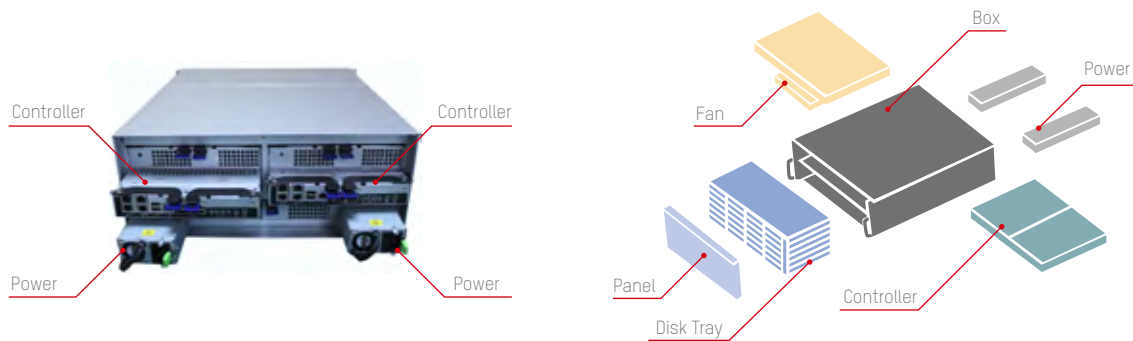 Controller
Controller
Power
Power
Box
Power
Fan
Panel
Disk Tray
Controller